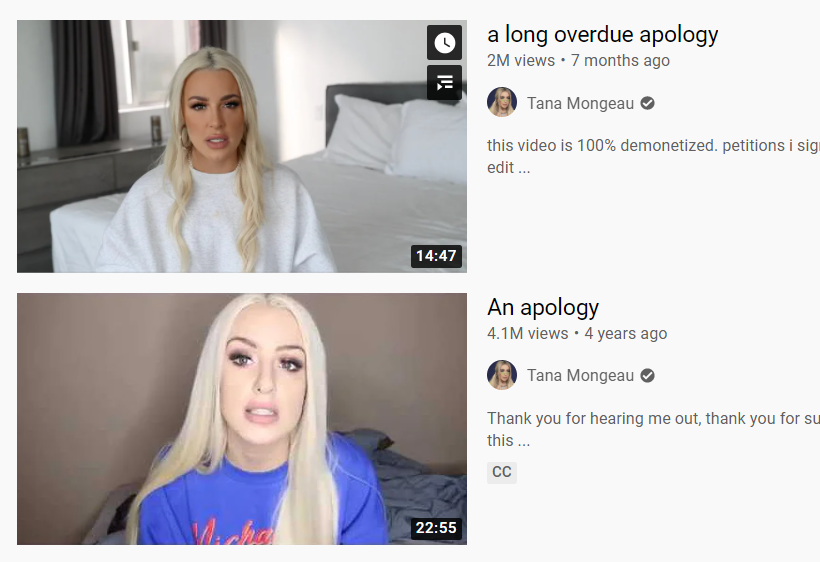 a long overdue apology
2M views • 7 months ago
Tana Mongeau
this video is 100% demonetized. petitions i
edit ...
14:47
An apology
4.1M views • 4 years ago
Tana Mongeau
Thank you for hearing me out, thank you for
this ...
CC
22:55